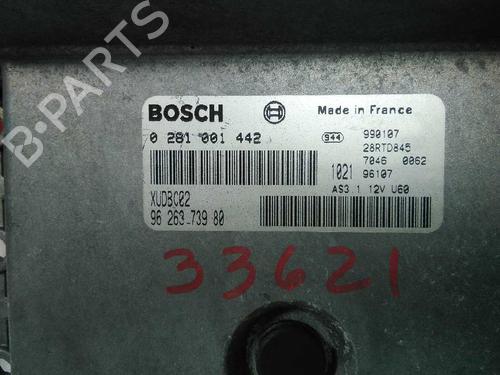 BOSCH
Made in France
0 281 001 442
944
990107
28RTD845
7046 0062
1021 96107
AS3.1 12V U60
XUDBC02
96 263 739 80
33621